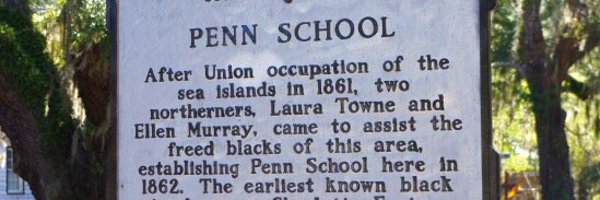 PENN SCHOOL
After Union occupation of the
sea islands in 1861, two
northerners, Laura Towne and
Ellen Murray, came to assist the
freed blacks of this area,
establishing Penn School here in
1862. The earliest known black